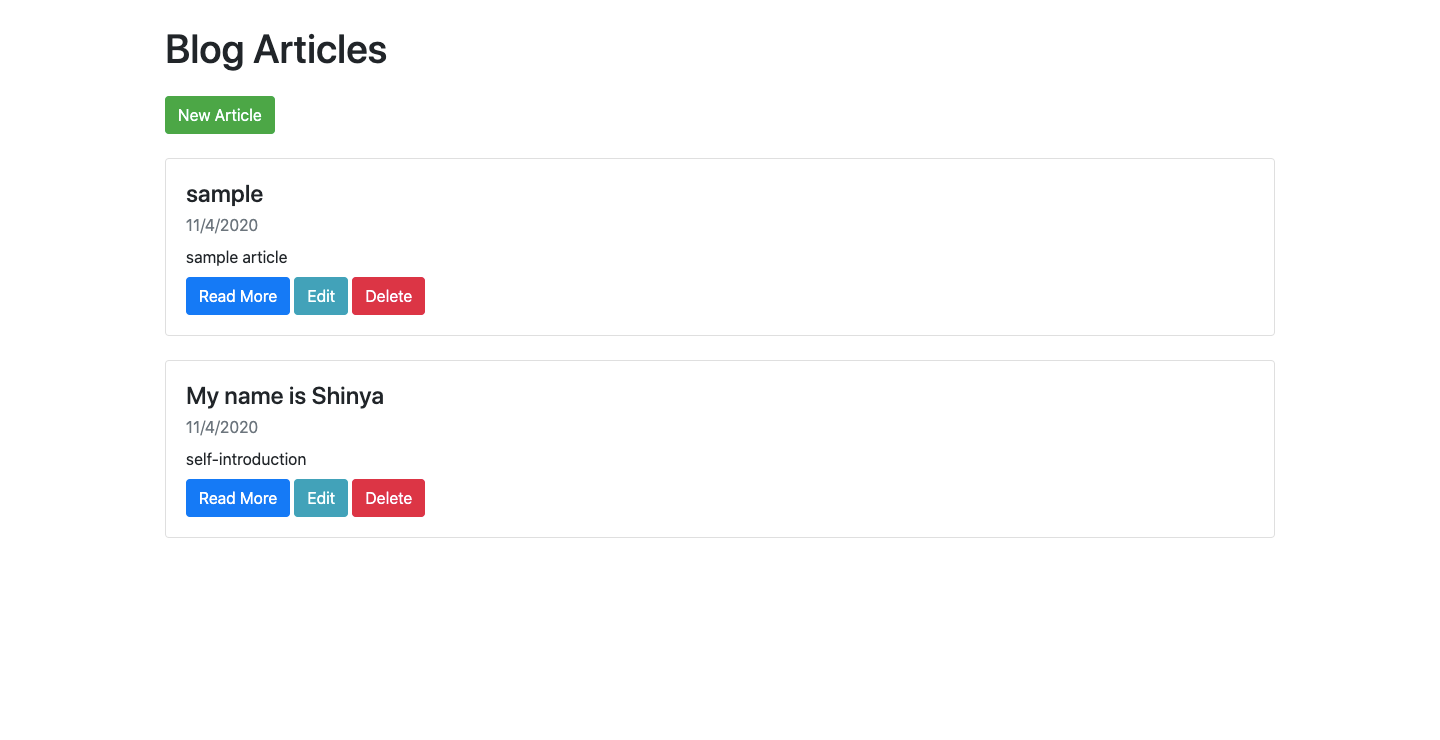 Blog Articles
New Article
sample
11/4/2020
sample article
Read More Edit Delete
My name is Shinya
11/4/2020
self-introduction
Read More Edit Delete